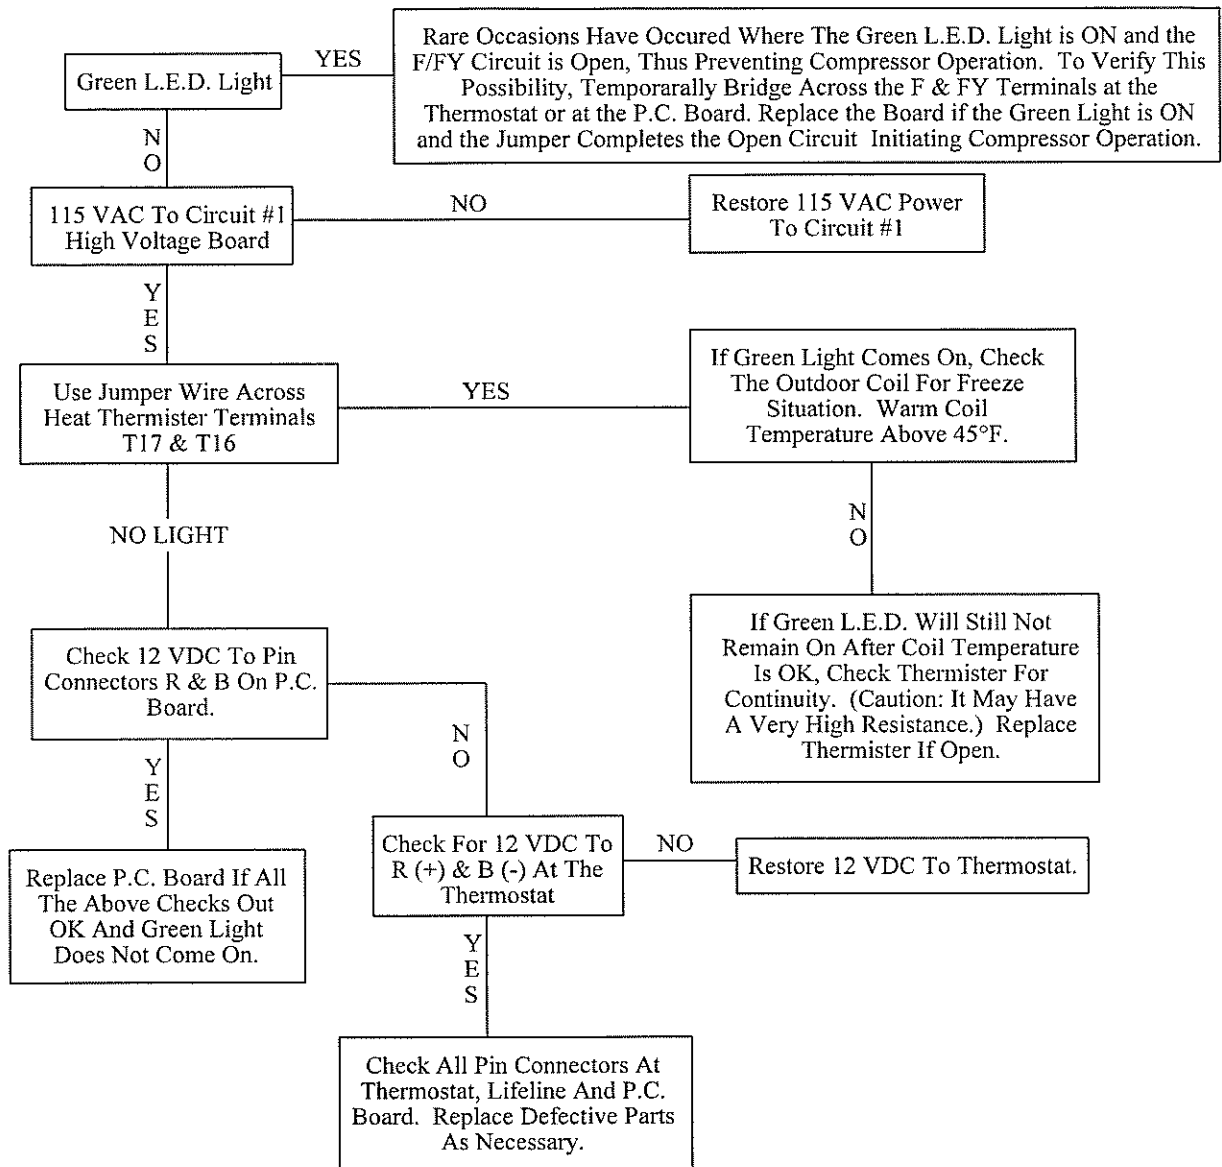 Green L.E.D. Light
YES
Rare Occasions Have Occured Where The Green L.E.D. Light is ON and the
F/FY Circuit is Open, Thus Preventing Compressor Operation. To Verify This
Possibility, Temporarally Bridge Across the F & FY Terminals at the
Thermostat or at the P.C. Board. Replace the Board if the Green Light is ON
and the Jumper Completes the Open Circuit Initiating Compressor Operation.
N
O
115 VAC To Circuit #1
High Voltage Board
NO
Restore 115 VAC Power
To Circuit #1
Y
E
S
Use Jumper Wire Across
Heat Thermister Terminals
T17 & T16
YES
If Green Light Comes On, Check
The Outdoor Coil For Freeze
Situation. Warm Coil
Temperature Above 45°F.
NO LIGHT
N
O
Check 12 VDC To Pin
Connectors R & B On P.C.
Board.
If Green L.E.D. Will Still Not
Remain On After Coil Temperature
Is OK, Check Thermister For
Continuity. (Caution: It May Have
A Very High Resistance.) Replace
Thermister If Open.
N
O
Y
E
S
Check For 12 VDC To
R (+) & B (-) At The
Thermostat
NO
Restore 12 VDC To Thermostat.
Replace P.C. Board If All
The Above Checks Out
OK And Green Light
Does Not Come On.
Y
E
S
Check All Pin Connectors At
Thermostat, Lifeline And P.C.
Board. Replace Defective Parts
As Necessary.